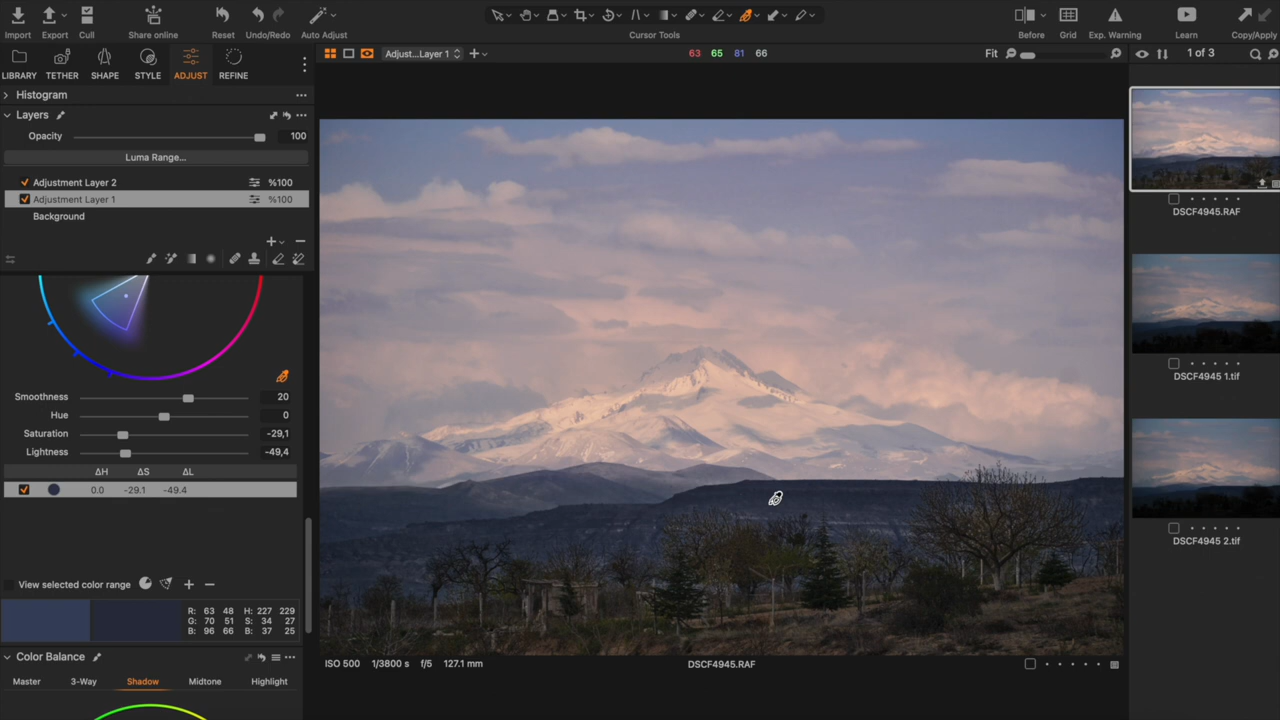 Import
Export
Cull
Share online
Reset
Undo/Redo
Auto Adjust
Cursor Tools
Before
Grid
Exp. Warning
Learn
Copy/Apply
LIBRARY
TETHER
SHAPE
STYLE
ADJUST
REFINE
Adjust...Layer 1
63 65 81 66
Fit
1 of 3
Histogram
Layers
Opacity 100
Luma Range...
Adjustment Layer 2 %100
Adjustment Layer 1 %100
Background
Smoothness 20
Hue 0
Saturation -29,1
Lightness -49,4
ΔH ΔS ΔL
0.0 -29.1 -49.4
View selected color range
R: 63 48 H: 227 229
G: 70 51 S: 34 27
B: 96 66 B: 37 25
Color Balance
Master 3-Way Shadow Midtone Highlight
ISO 500 1/3800 s f/5 127.1 mm
DSCF4945.RAF
DSCF4945.RAF
DSCF4945 1.tif
DSCF4945 2.tif